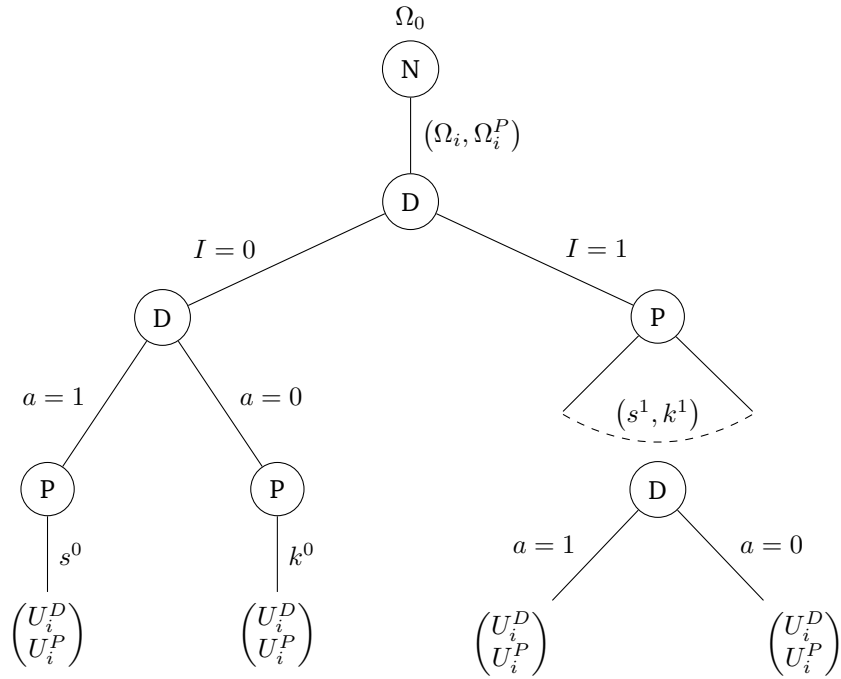 Ω₀
N
(Ωᵢ, Ωᵢᴾ)
D
I = 0
I = 1
D
P
a = 1
a = 0
(s¹, k¹)
P
P
D
s⁰
k⁰
a = 1
a = 0
(Uᵢᴰ Uᵢᴾ)
(Uᵢᴰ Uᵢᴾ)
(Uᵢᴰ Uᵢᴾ)
(Uᵢᴰ Uᵢᴾ)